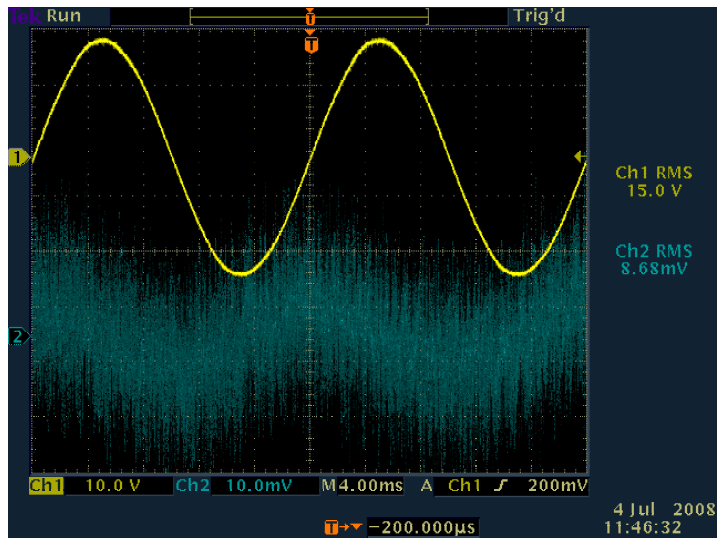 Tek Run Trig'd
T
T
1
Ch1 RMS
15.0 V
Ch2 RMS
8.68mV
2
Ch1 10.0 V Ch2 10.0mV M4.00ms A Ch1 200mV
4 Jul 2008
T -200.000µs 11:46:32